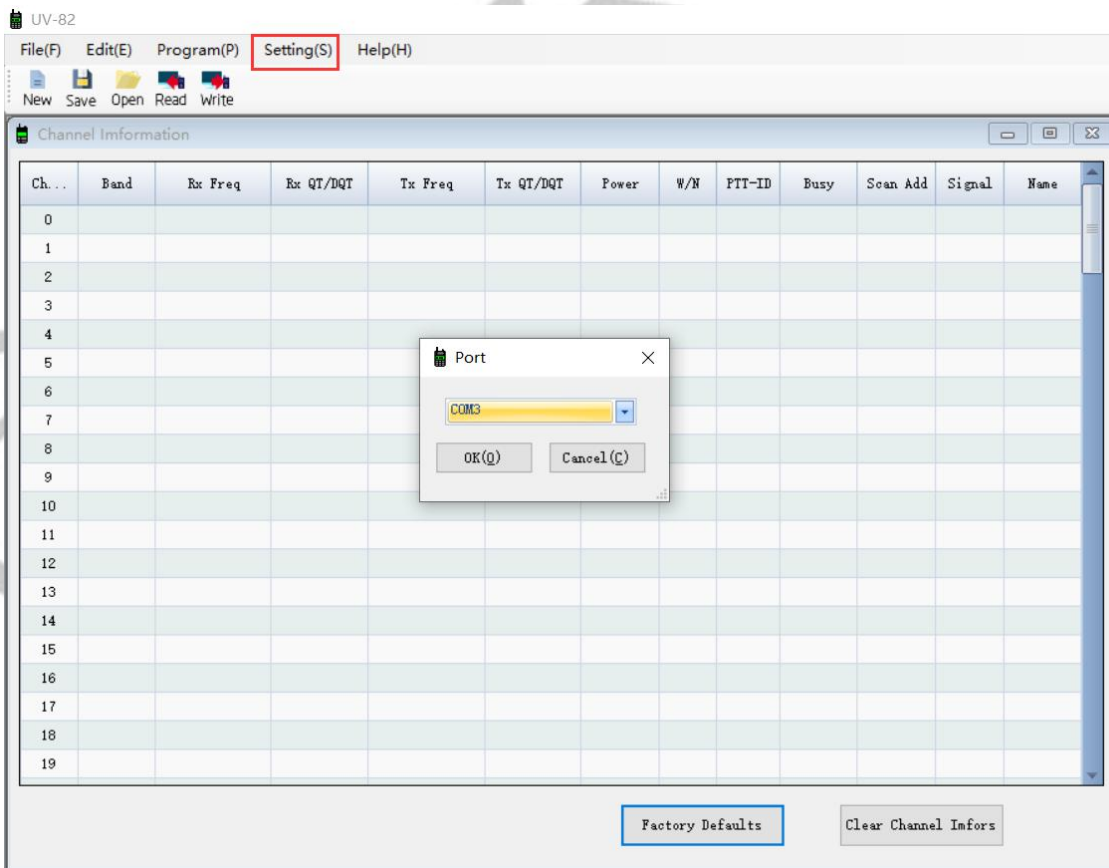 UV-82
File(F) Edit(E) Program(P) Setting(S) Help(H)
New Save Open Read Write
Channel Imformation
Ch... Band Rx Freq Rx QT/DQT Tx Freq Tx QT/DQT Power W/N PTT-ID Busy Scan Add Signal Name
0
1
2
3
4
Port
5
6
COM3
7
8
OK(O) Cancel(C)
9
10
11
12
13
14
15
16
17
18
19
Factory Defaults Clear Channel Imfors